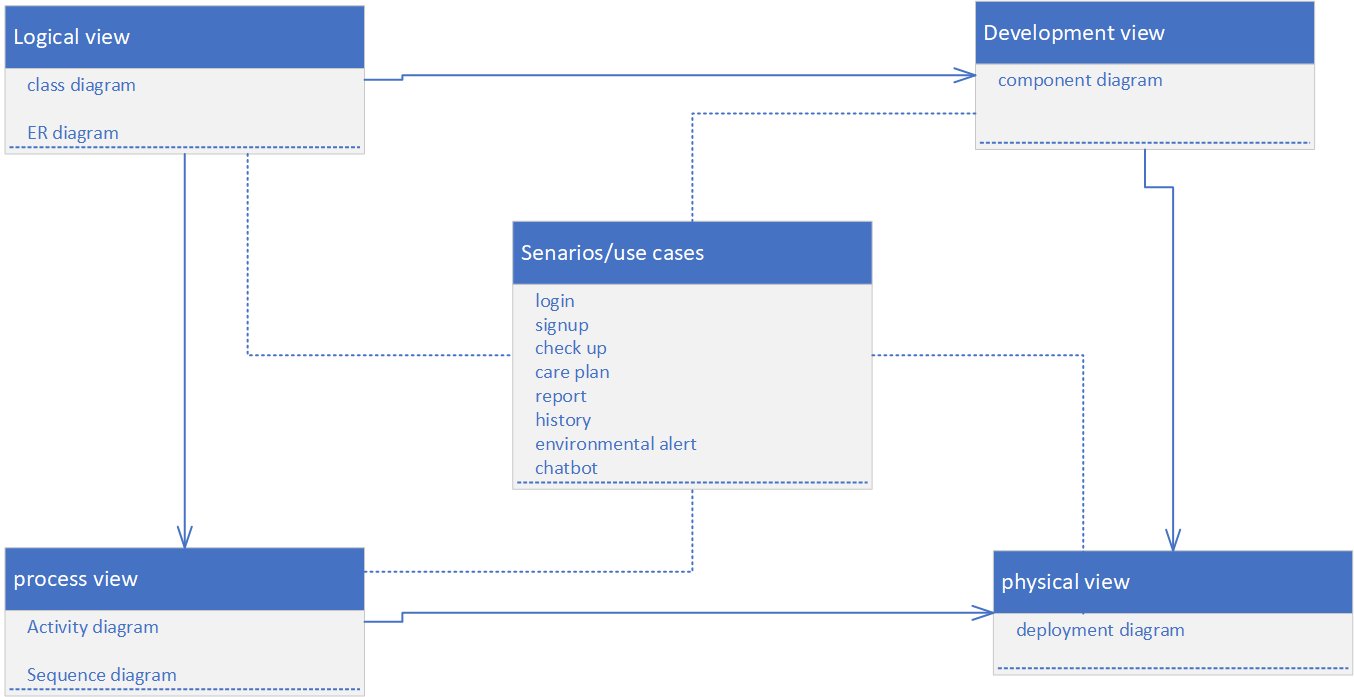 Logical view
class diagram
ER diagram
Development view
component diagram
Senarios/use cases
login
signup
check up
care plan
report
history
environmental alert
chatbot
process view
Activity diagram
Sequence diagram
physical view
deployment diagram